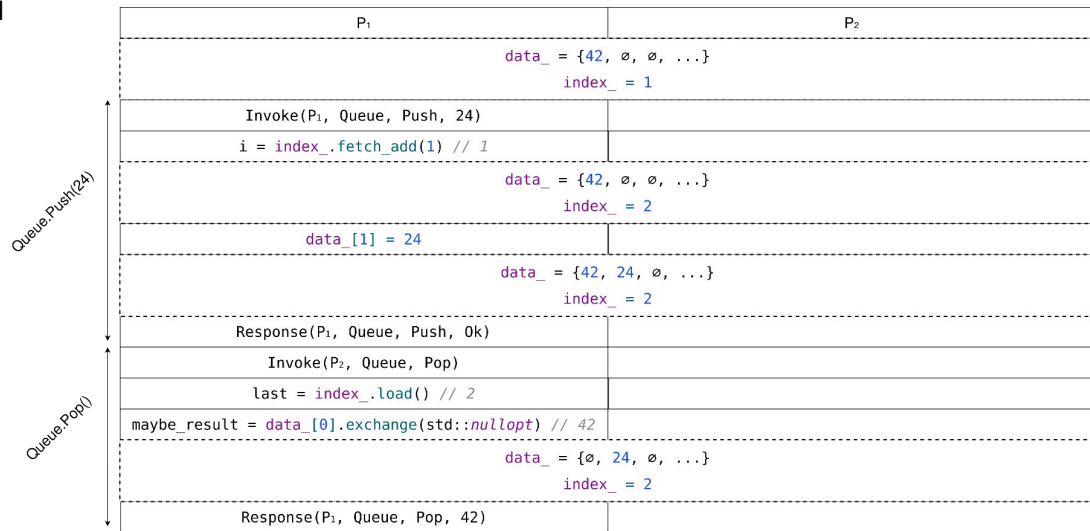 P₁ P₂
data_ = {42, ∅, ∅, ...}
index_ = 1
Invoke(P₁, Queue, Push, 24)
i = index_.fetch_add(1) // 1
data_ = {42, ∅, ∅, ...}
index_ = 2
Queue.Push(24)
data_[1] = 24
data_ = {42, 24, ∅, ...}
index_ = 2
Response(P₁, Queue, Push, Ok)
Invoke(P₂, Queue, Pop)
last = index_.load() // 2
Queue.Pop()
maybe_result = data_[0].exchange(std::nullopt) // 42
data_ = {∅, 24, ∅, ...}
index_ = 2
Response(P₁, Queue, Pop, 42)